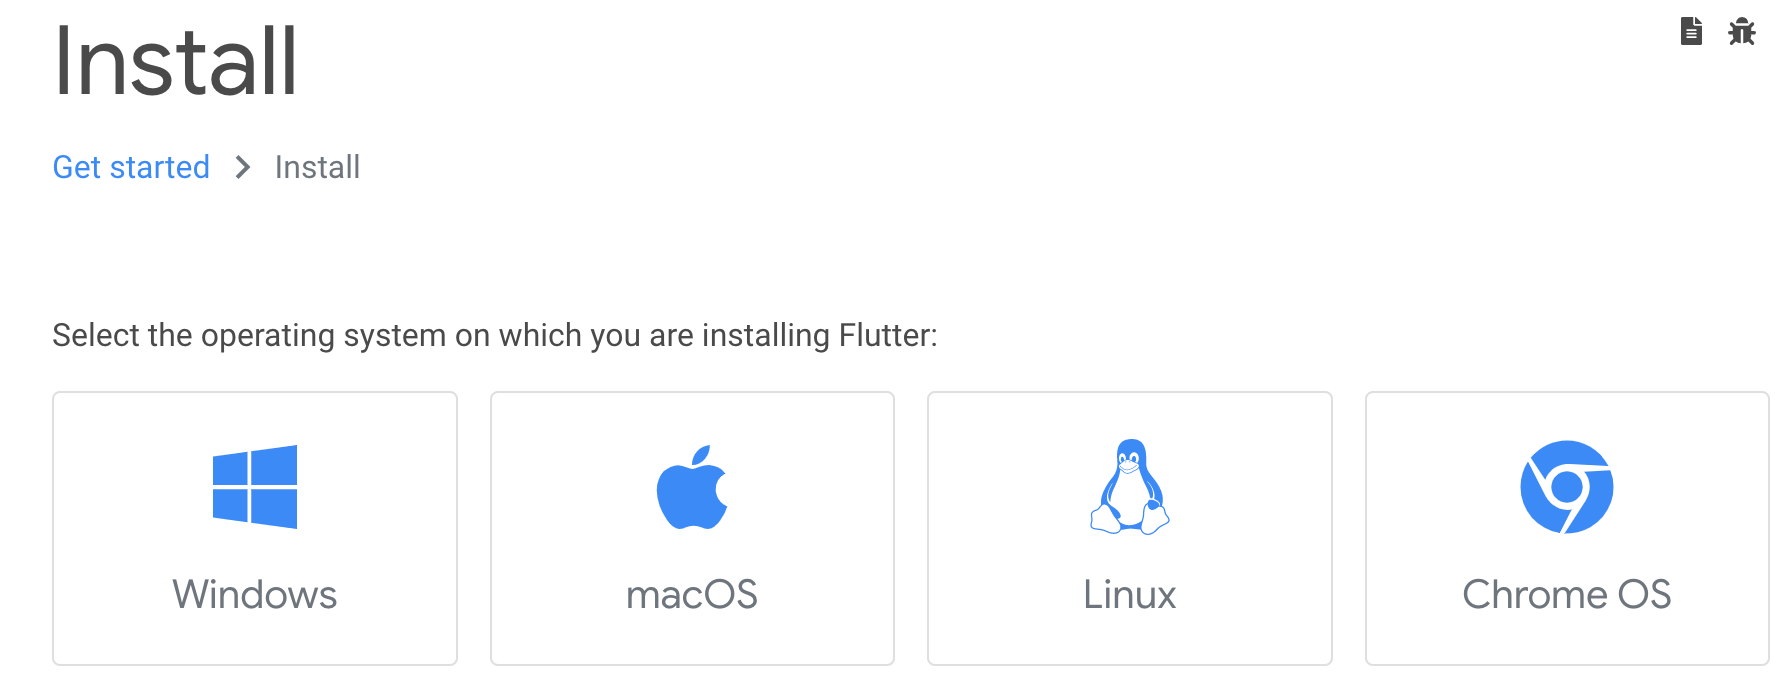 Install
Get started > Install
Select the operating system on which you are installing Flutter:
Windows
macOS
Linux
Chrome OS